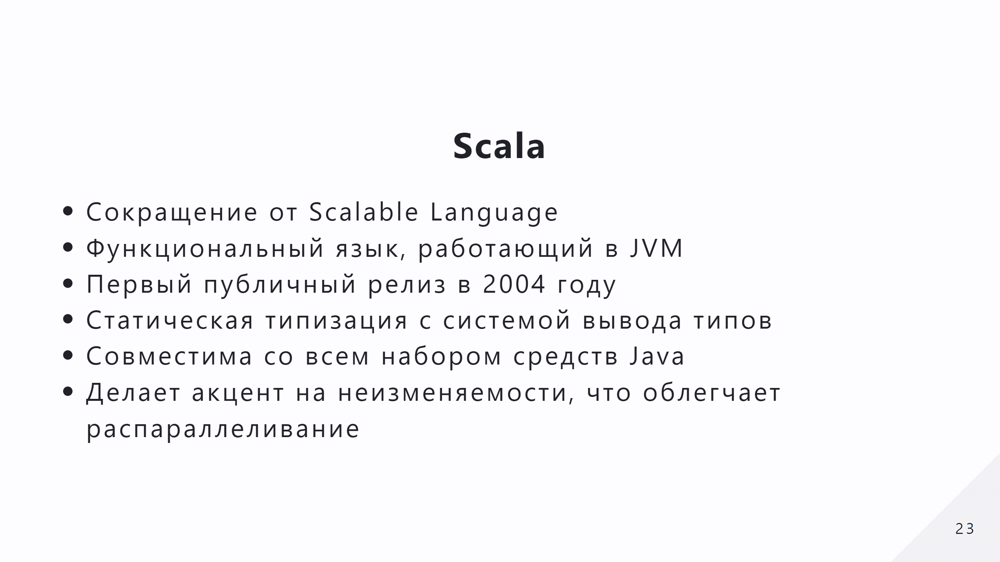 Scala
• Сокращение от Scalable Language
• Функциональный язык, работающий в JVM
• Первый публичный релиз в 2004 году
• Статическая типизация с системой вывода типов
• Совместима со всем набором средств Java
• Делает акцент на неизменяемости, что облегчает
распараллеливание
23